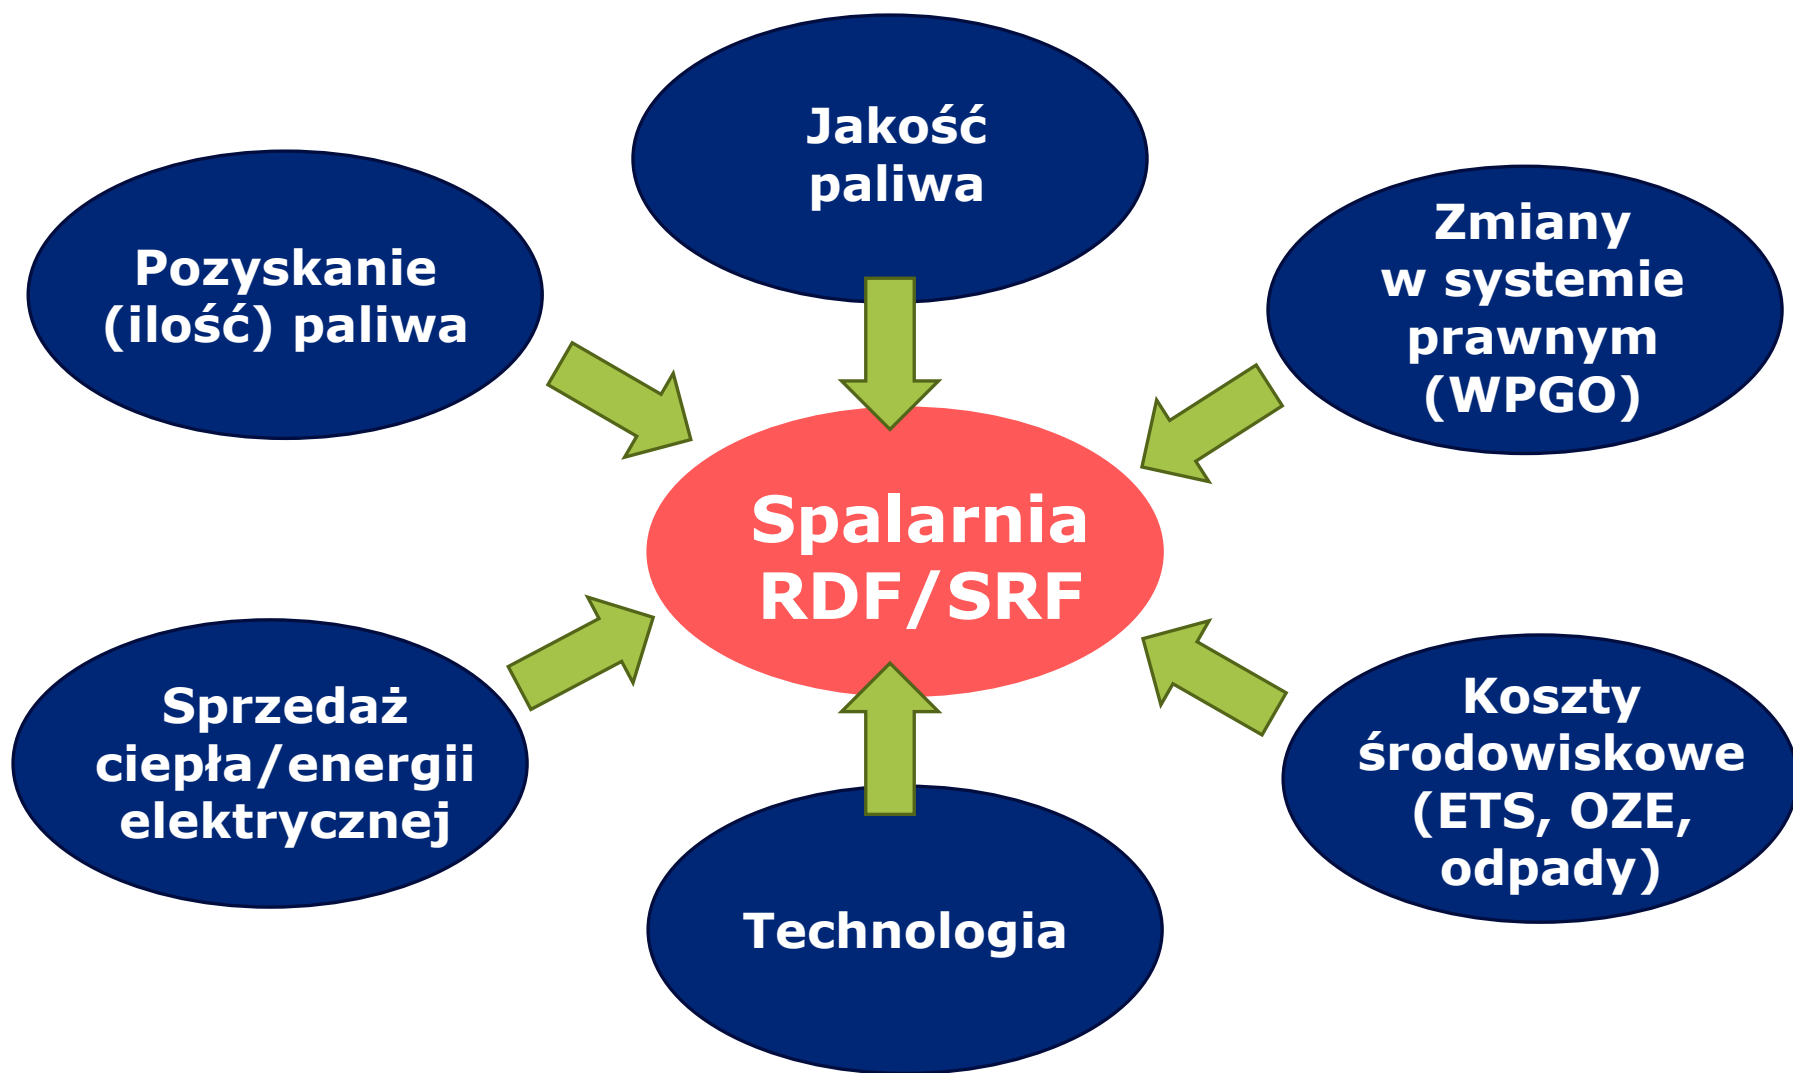 Jakość
paliwa
Pozyskanie
(ilość) paliwa
Zmiany
w systemie
prawnym
(WPGO)
Spalarnia
RDF/SRF
Sprzedaż
ciepła/energii
elektrycznej
Koszty
środowiskowe
(ETS, OZE,
odpady)
Technologia